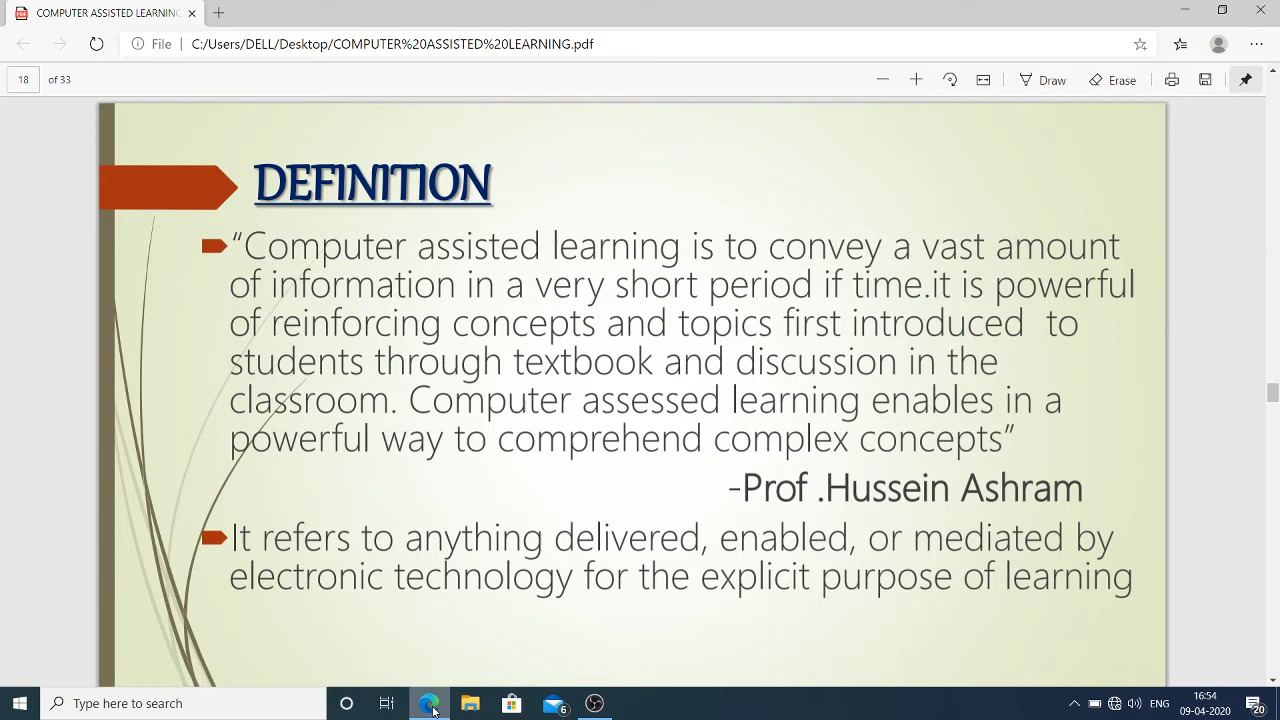 COMPUTER ASSISTED LEARNING
File
C:/Users/DELL/Desktop/COMPUTER%20ASSISTED%20LEARNING.pdf
18 of 33
Draw
Erase
DEFINITION
“Computer assisted learning is to convey a vast amount
of information in a very short period if time.it is powerful
of reinforcing concepts and topics first introduced to
students through textbook and discussion in the
classroom. Computer assessed learning enables in a
powerful way to comprehend complex concepts”
-Prof .Hussein Ashram
It refers to anything delivered, enabled, or mediated by
electronic technology for the explicit purpose of learning
Type here to search
6
ENG
16:54
09-04-2020
20